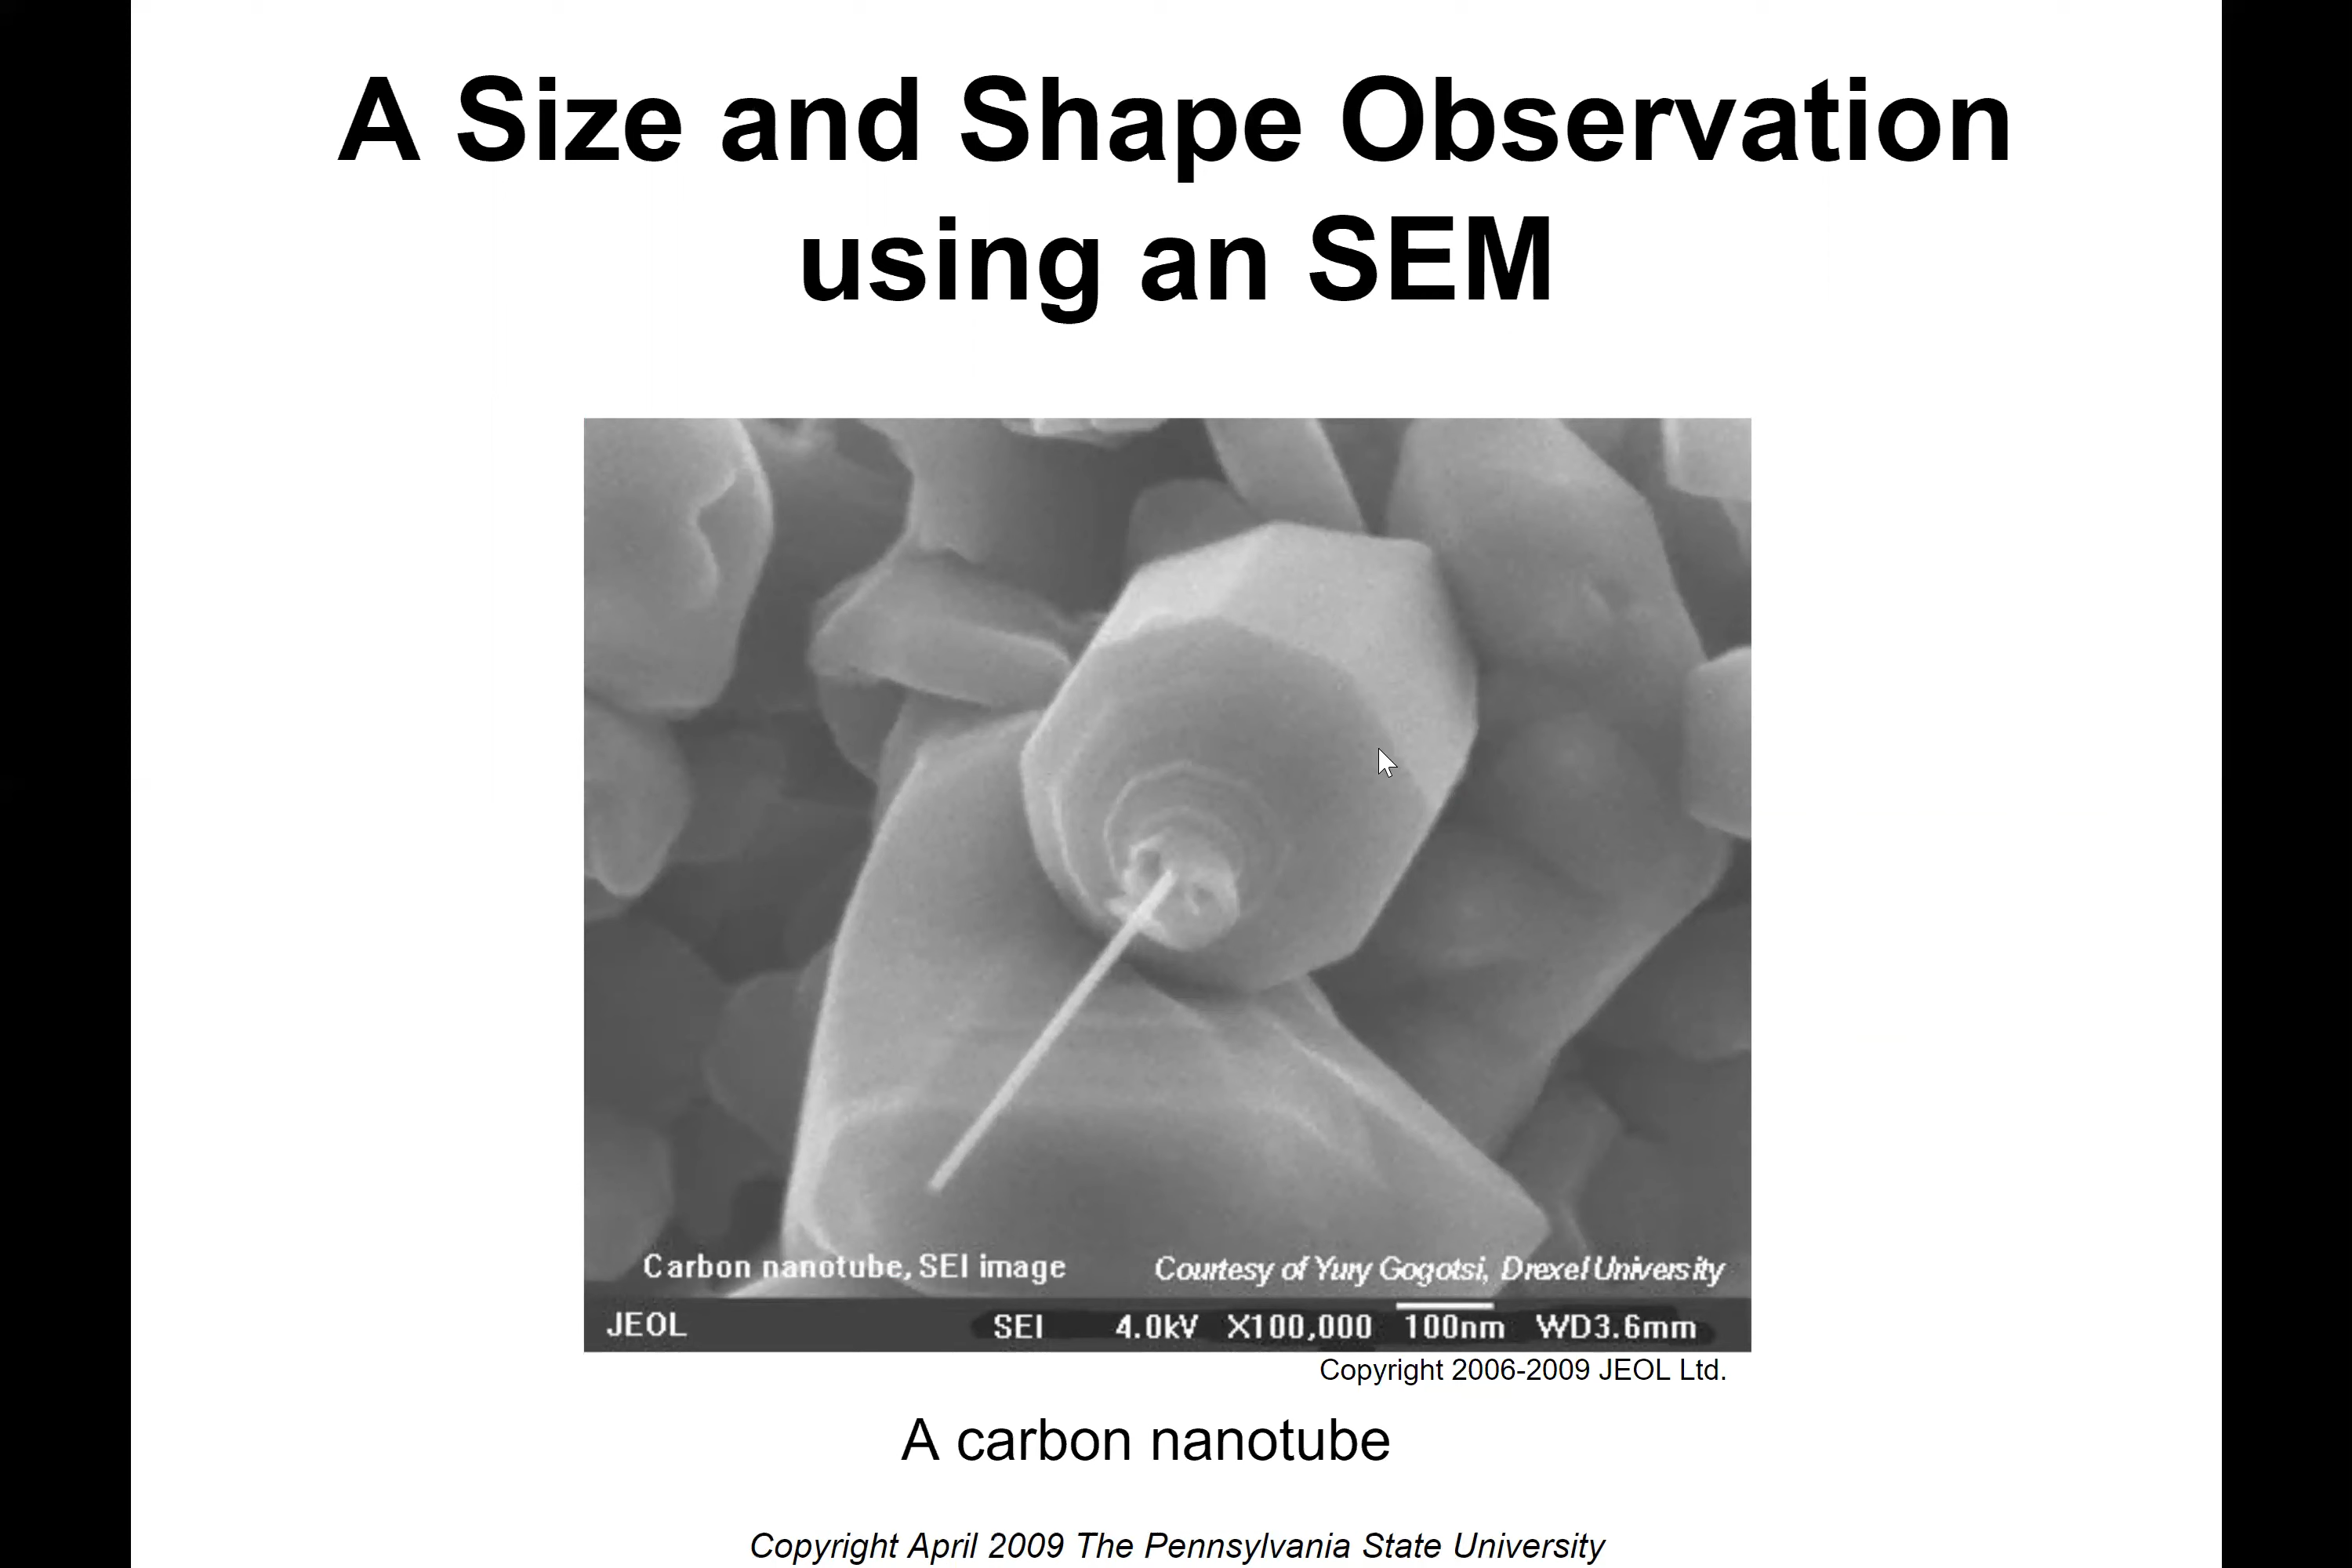 A Size and Shape Observation
using an SEM
Carbon nanotube, SEI image
Courtesy of Yury Gogotsi, Drexel University
JEOL SEI 4.0kV X100,000 100nm WD3.6mm
Copyright 2006-2009 JEOL Ltd.
A carbon nanotube
Copyright April 2009 The Pennsylvania State University